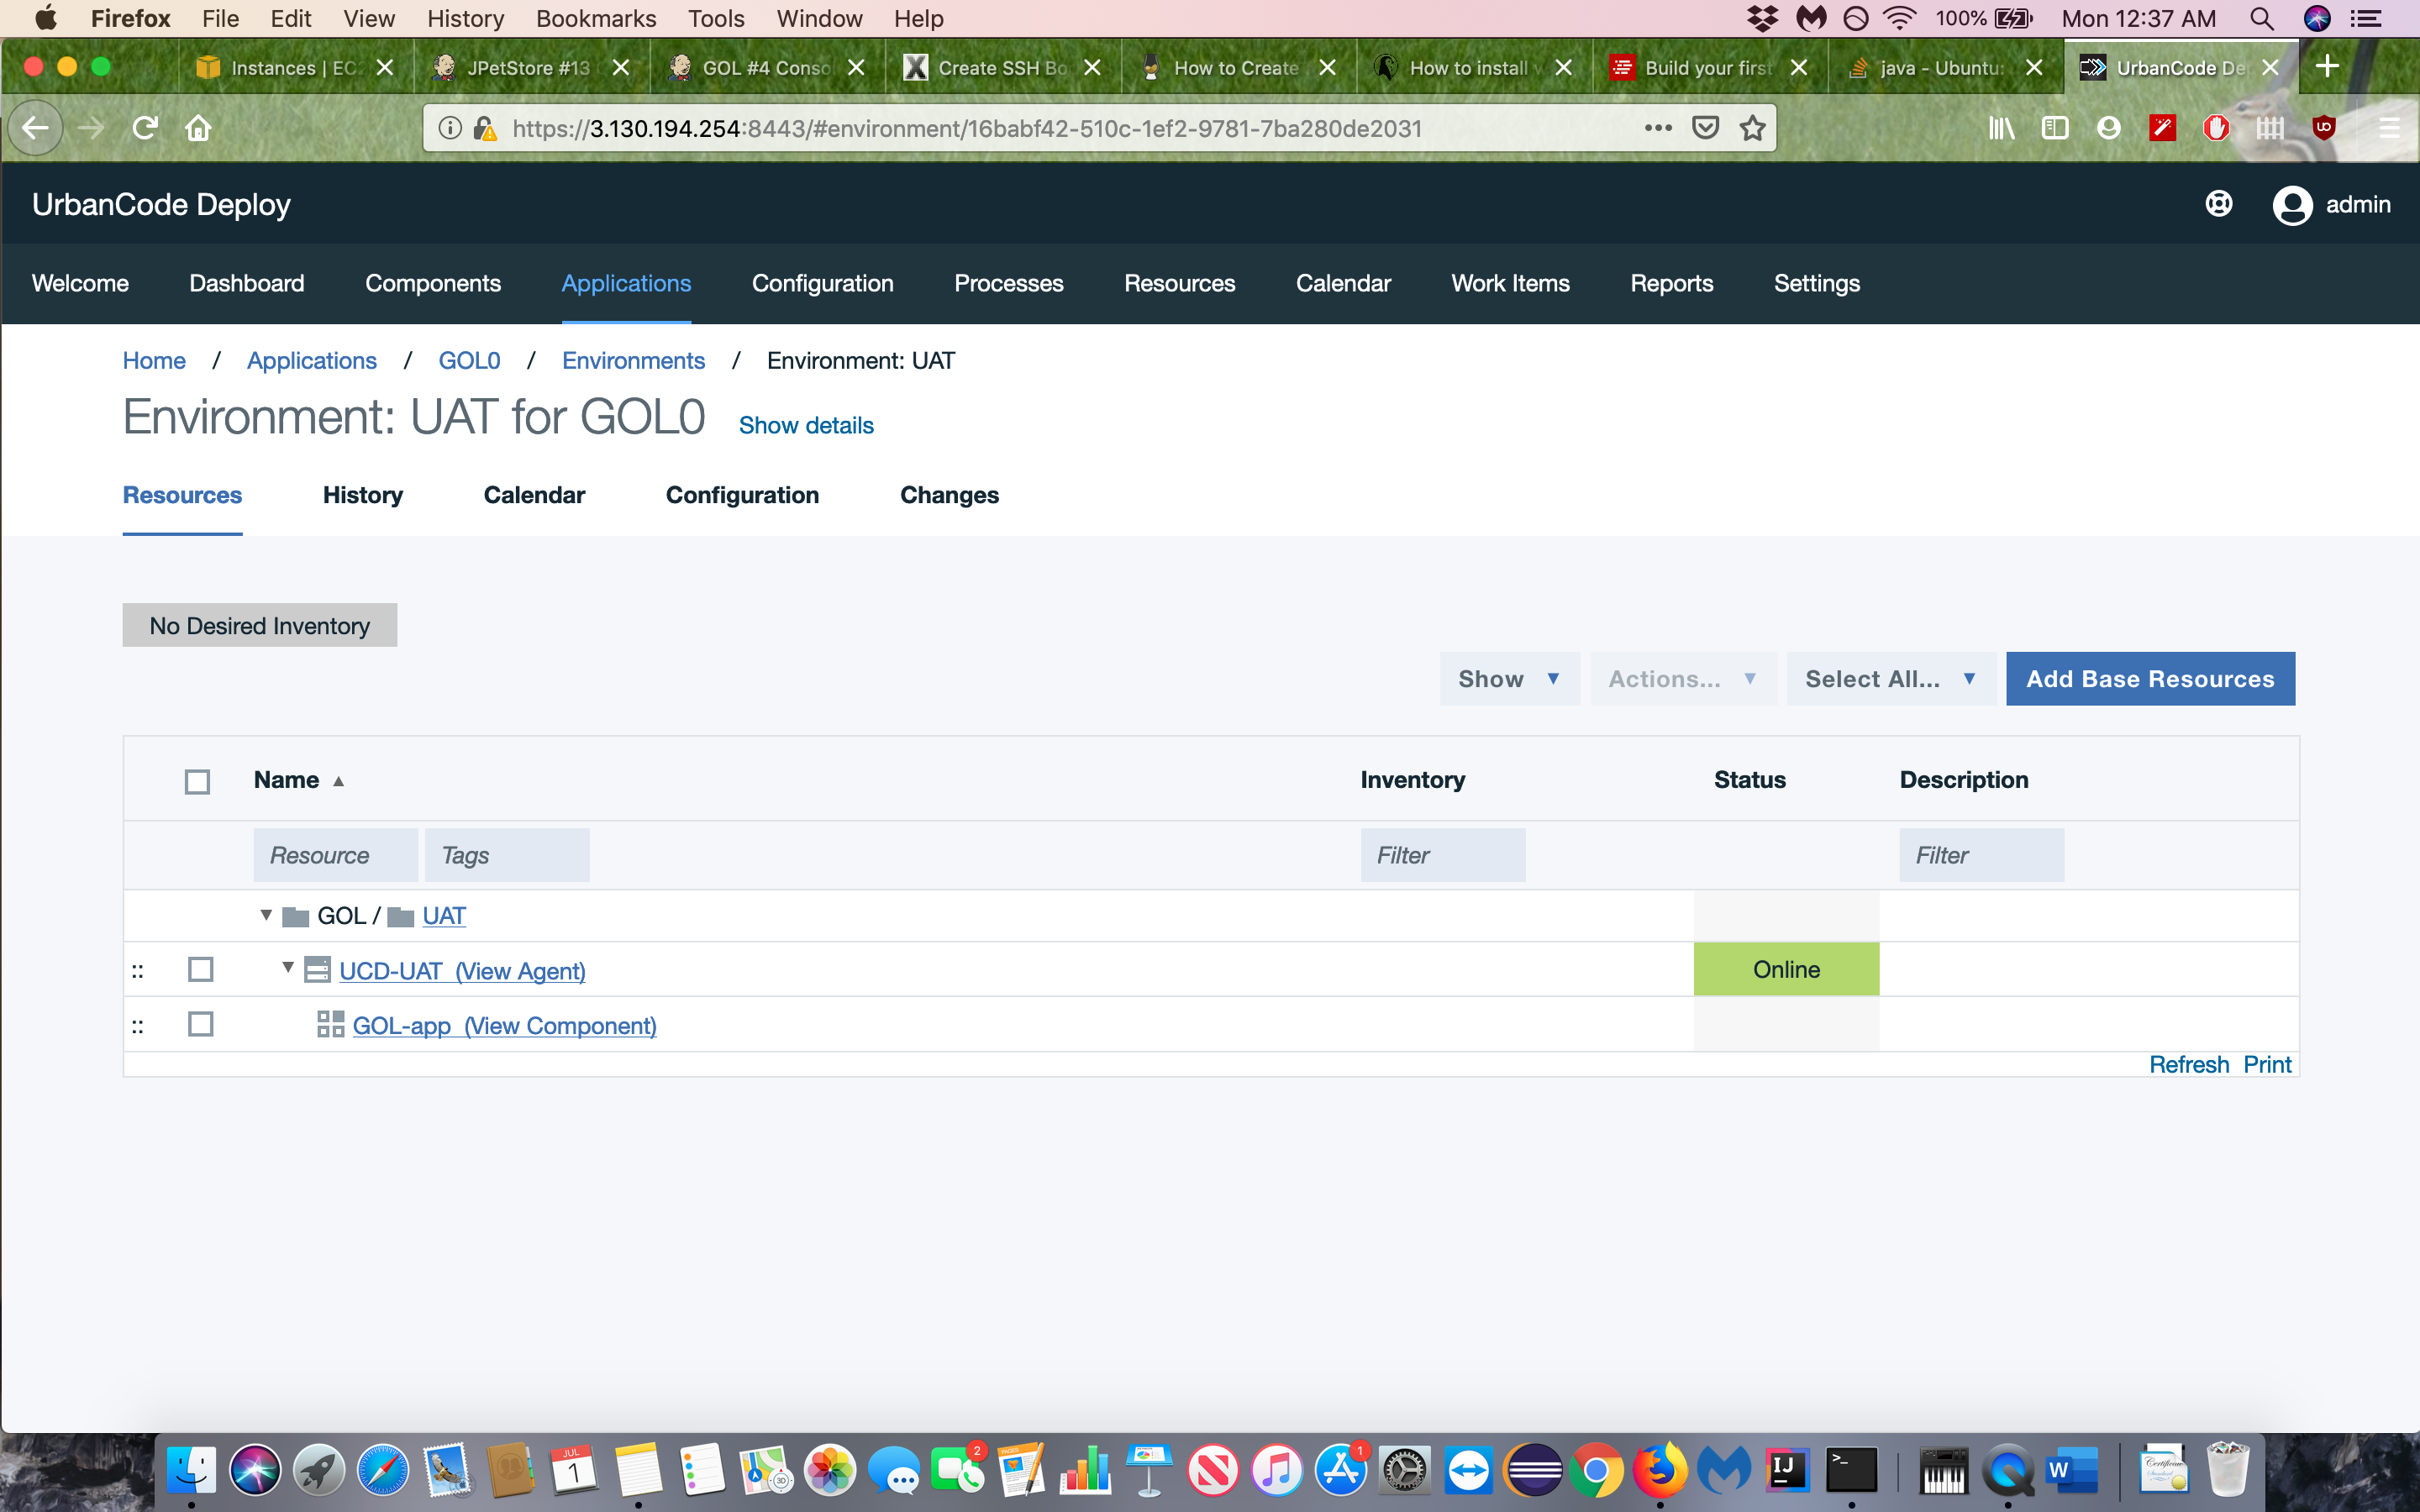 Firefox File Edit View History Bookmarks Tools Window Help 100% Mon 12:37 AM
Instances | EC JPetStore #13 GOL #4 Conso Create SSH Bo How to Create How to install Build your first java - Ubuntu: UrbanCode De
https://3.130.194.254:8443/#environment/16babf42-510c-1ef2-9781-7ba280de2031
UrbanCode Deploy admin
Welcome Dashboard Components Applications Configuration Processes Resources Calendar Work Items Reports Settings
Home / Applications / GOL0 / Environments / Environment: UAT
Environment: UAT for GOL0 Show details
Resources History Calendar Configuration Changes
No Desired Inventory
Show Actions... Select All... Add Base Resources
Name Inventory Status Description
Resource Tags Filter Filter
GOL / UAT
UCD-UAT (View Agent) Online
GOL-app (View Component)
Refresh Print
JUL
1
2
PAGES
3D
1
IJ
>_
W